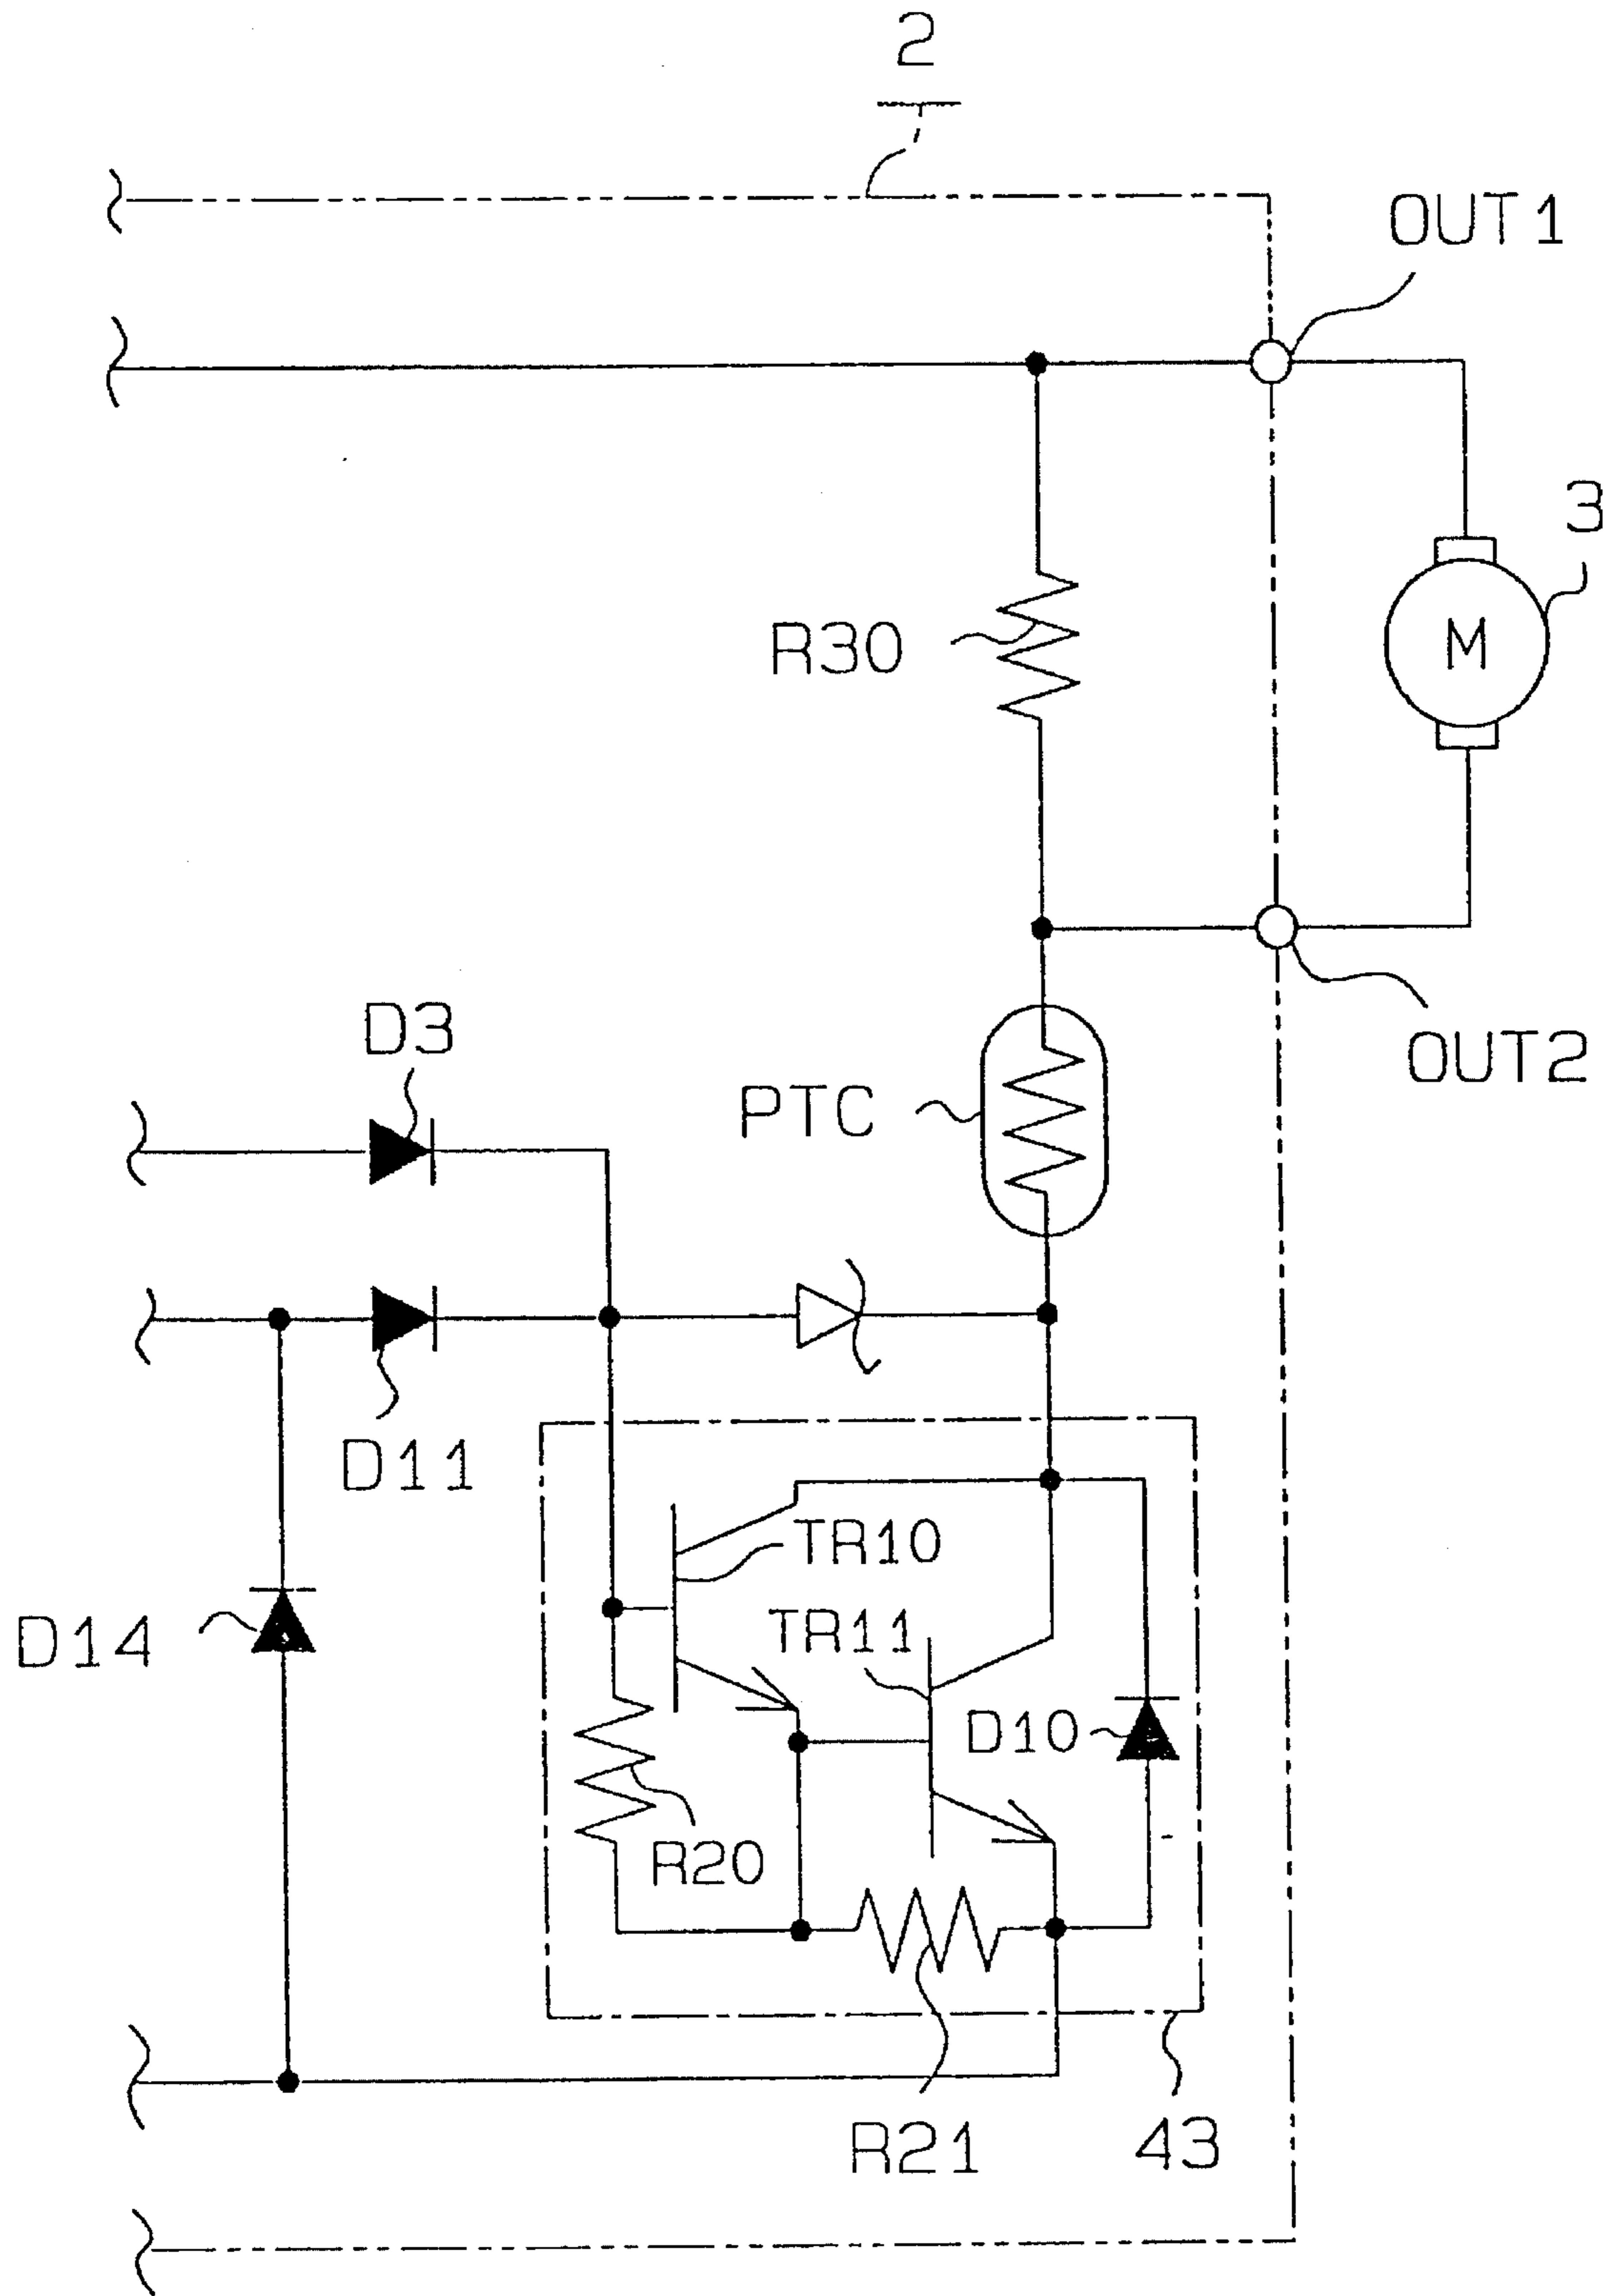 2
OUT1
3
R30
M
D3
OUT2
PTC
D11
TR10
TR11
D14
D10
R20
R21
43